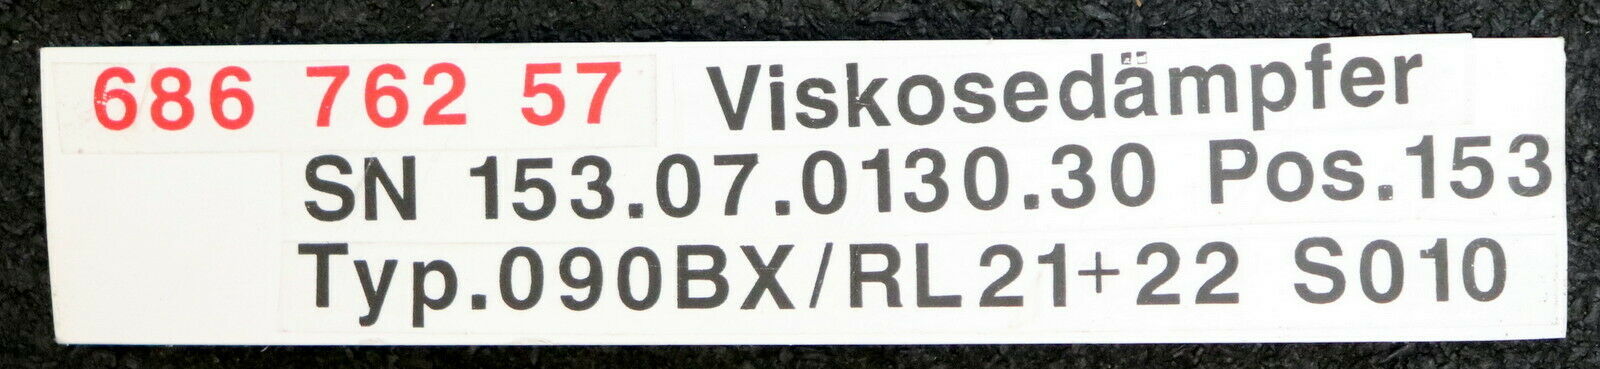 686 762 57 Viskosedämpfer
SN 153.07.0130.30 Pos.153
Typ.090BX/RL21+22 S010